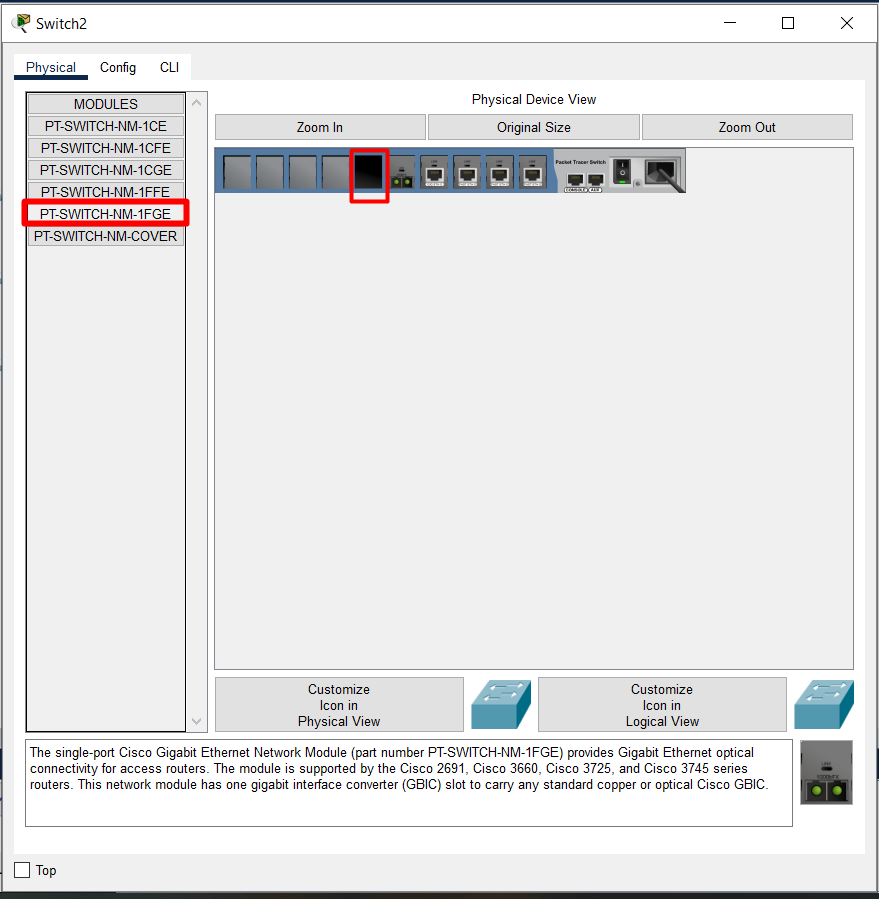 Switch2
Physical
Config
CLI
MODULES
PT-SWITCH-NM-1CE
PT-SWITCH-NM-1CFE
PT-SWITCH-NM-1CGE
PT-SWITCH-NM-1FFE
PT-SWITCH-NM-1FGE
PT-SWITCH-NM-COVER
Physical Device View
Zoom In
Original Size
Zoom Out
Packet Tracer Switch
CONSOLE
AUX
Customize
Icon in
Physical View
Customize
Icon in
Logical View
The single-port Cisco Gigabit Ethernet Network Module (part number PT-SWITCH-NM-1FGE) provides Gigabit Ethernet optical
connectivity for access routers. The module is supported by the Cisco 2691, Cisco 3660, Cisco 3725, and Cisco 3745 series
routers. This network module has one gigabit interface converter (GBIC) slot to carry any standard copper or optical Cisco GBIC.
LINK
Top